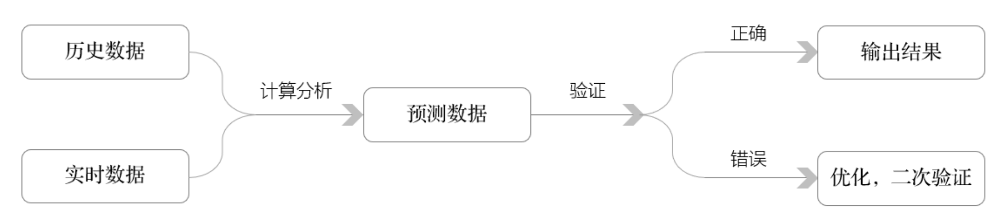 历史数据
实时数据
计算分析
预测数据
验证
正确
输出结果
错误
优化，二次验证